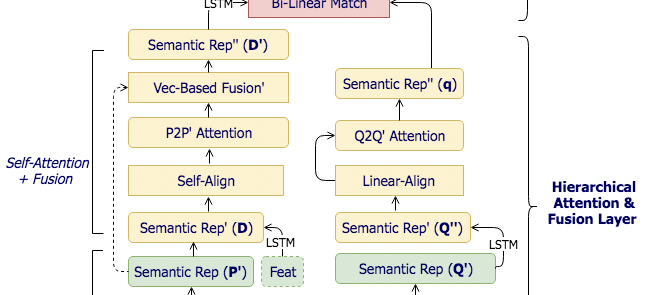 LSTM
Bi-Linear Match
Semantic Rep'' (D')
Vec-Based Fusion'
Semantic Rep'' (q)
P2P' Attention
Q2Q' Attention
Self-Attention
+ Fusion
Self-Align
Linear-Align
Hierarchical
Attention &
Fusion Layer
Semantic Rep' (D)
Semantic Rep' (Q'')
LSTM
LSTM
Semantic Rep (P')
Feat
Semantic Rep (Q')